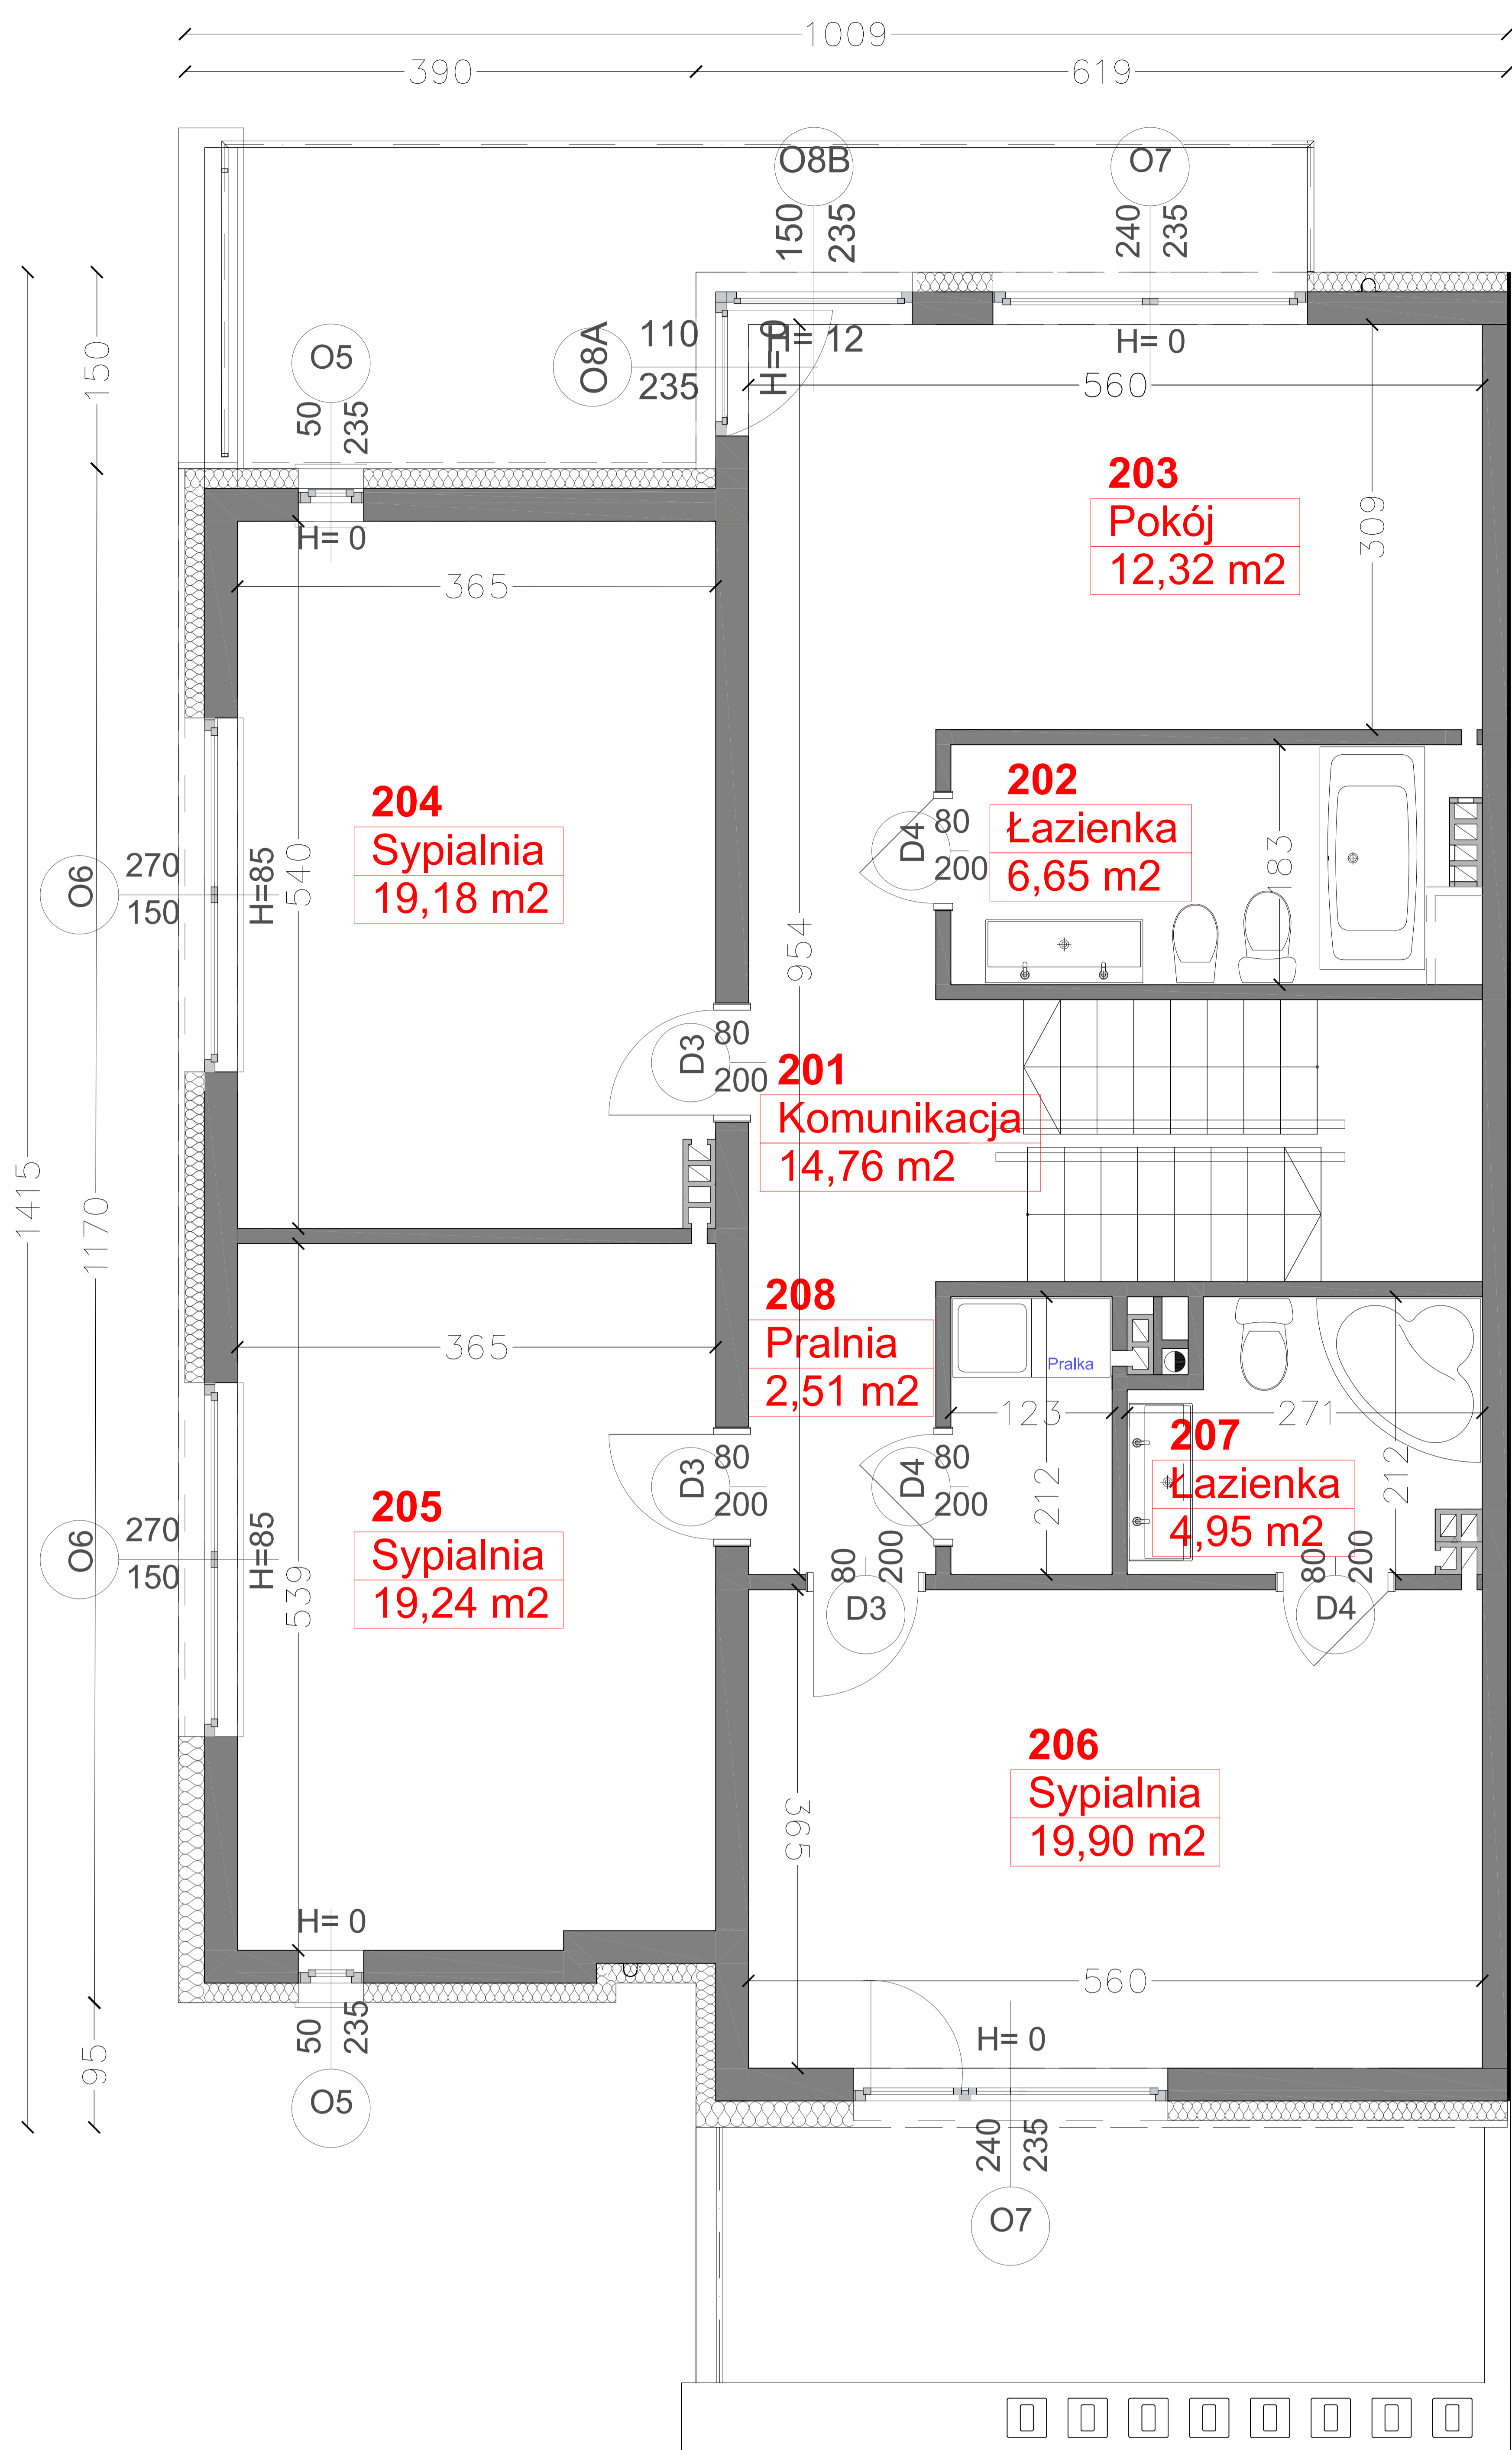 1009
390
619
O8B
O7
150
235
240
235
O5
O8A
110
235
H=0
H= 12
H= 0
50
235
150
560
203
Pokój
12,32 m2
309
H= 0
365
204
Sypialnia
19,18 m2
540
O6
270
150
H=85
202
Łazienka
6,65 m2
183
D4
80
200
954
D3
80
200
201
Komunikacja
14,76 m2
1415
1170
208
Pralnia
2,51 m2
365
Pralka
123
271
207
Łazienka
4,95 m2
212
212
D3
80
200
D4
80
200
205
Sypialnia
19,24 m2
539
O6
270
150
H=85
80
200
D3
80
200
D4
206
Sypialnia
19,90 m2
365
H= 0
560
H= 0
50
235
95
O5
240
235
O7